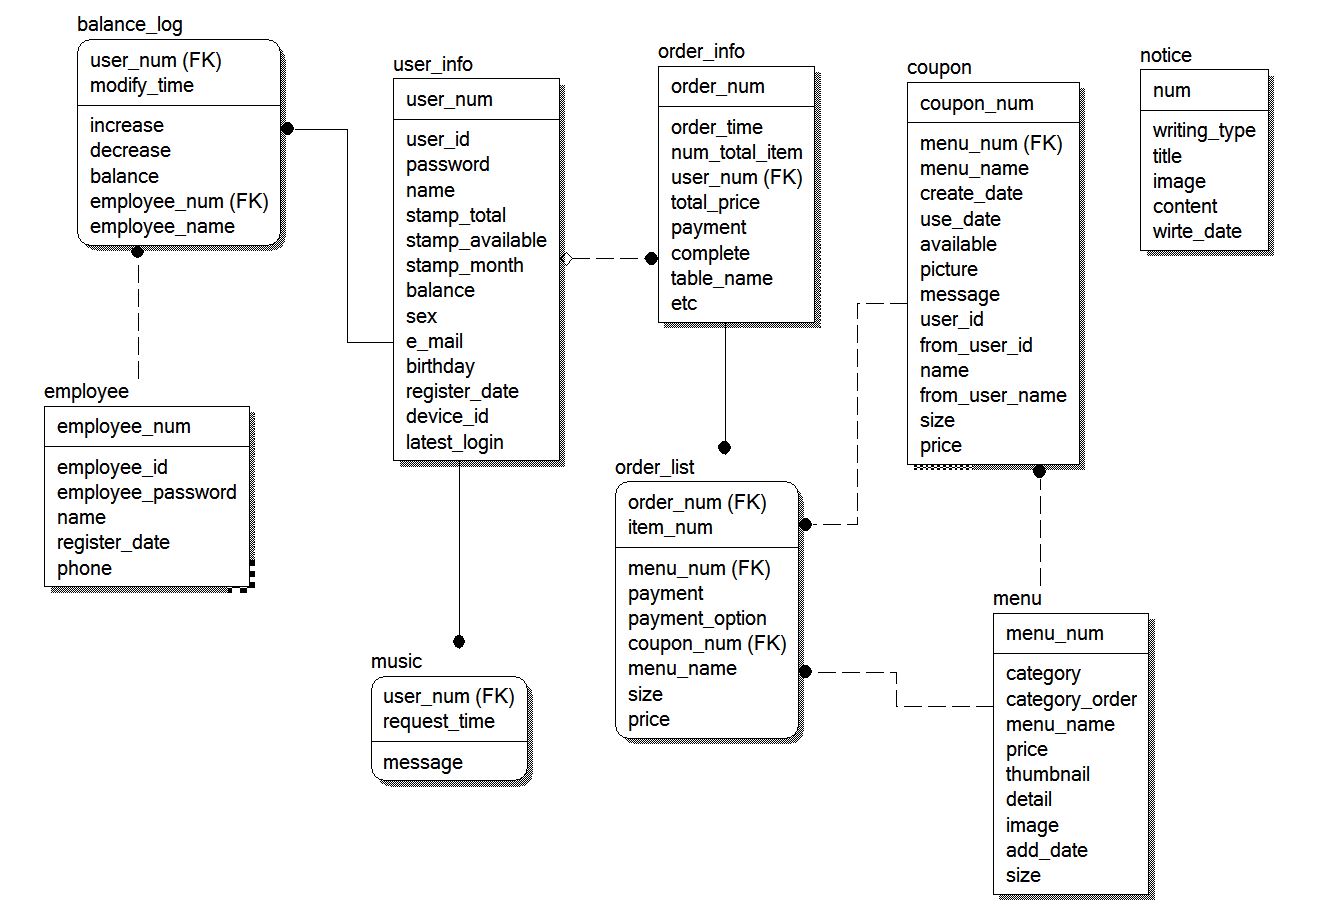 balance_log
user_num (FK)
modify_time
increase
decrease
balance
employee_num (FK)
employee_name
employee
employee_num
employee_id
employee_password
name
register_date
phone
user_info
user_num
user_id
password
name
stamp_total
stamp_available
stamp_month
balance
sex
e_mail
birthday
register_date
device_id
latest_login
music
user_num (FK)
request_time
message
order_info
order_num
order_time
num_total_item
user_num (FK)
total_price
payment
complete
table_name
etc
order_list
order_num (FK)
item_num
menu_num (FK)
payment
payment_option
coupon_num (FK)
menu_name
size
price
coupon
coupon_num
menu_num (FK)
menu_name
create_date
use_date
available
picture
message
user_id
from_user_id
name
from_user_name
size
price
menu
menu_num
category
category_order
menu_name
price
thumbnail
detail
image
add_date
size
notice
num
writing_type
title
image
content
wirte_date